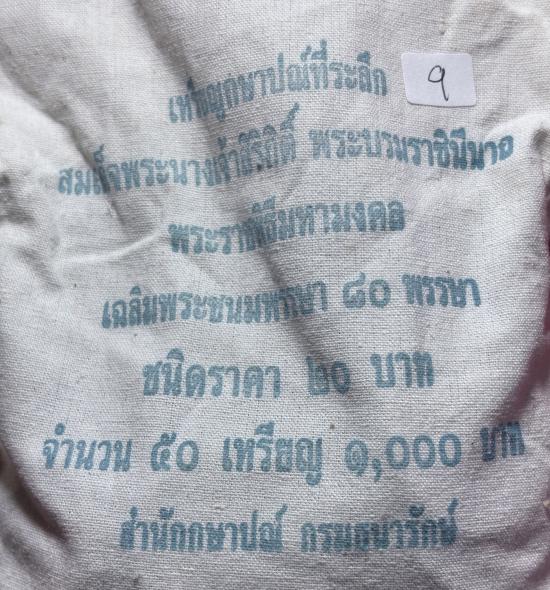 เหรียญกษาปณ์ที่ระลึก
9
สมเด็จพระนางเจ้าสิริกิติ์ พระบรมราชินีนาถ
พระราชพิธีมหามงคล
เฉลิมพระชนมพรรษา ๘๐ พรรษา
ชนิดราคา ๒๐ บาท
จำนวน ๕๐ เหรียญ ๑,๐๐๐ บาท
สำนักกษาปณ์ กรมธนารักษ์